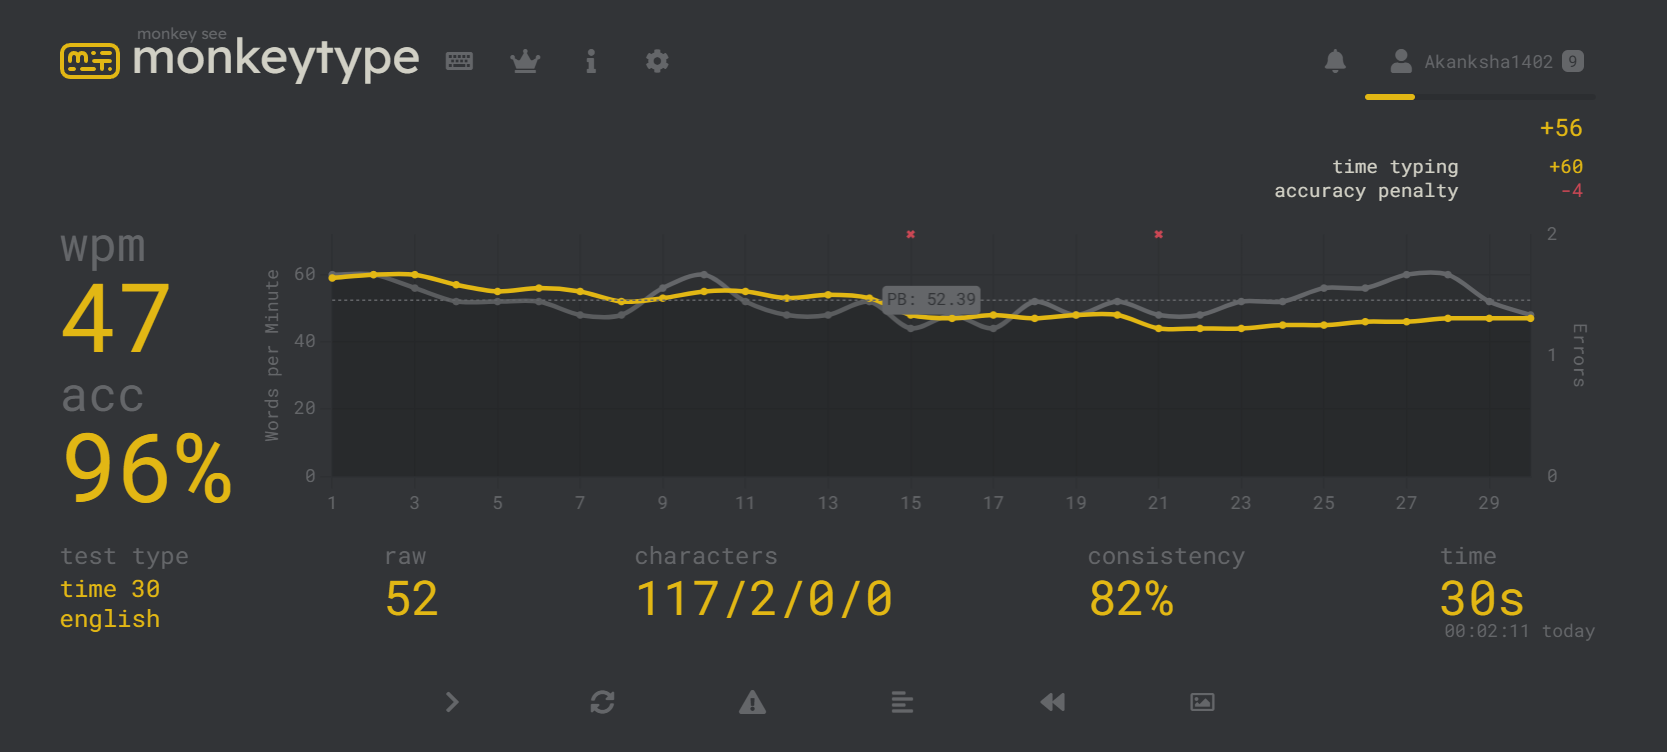 monkey see
monkeytype
Akanksha1402 9
+56
time typing +60
accuracy penalty -4
wpm
47
acc
96%
Words per Minute
60
40
20
0
PB: 52.39
2
1
0
Errors
1 3 5 7 9 11 13 15 17 19 21 23 25 27 29
test type
time 30
english
raw
52
characters
117/2/0/0
consistency
82%
time
30s
00:02:11 today